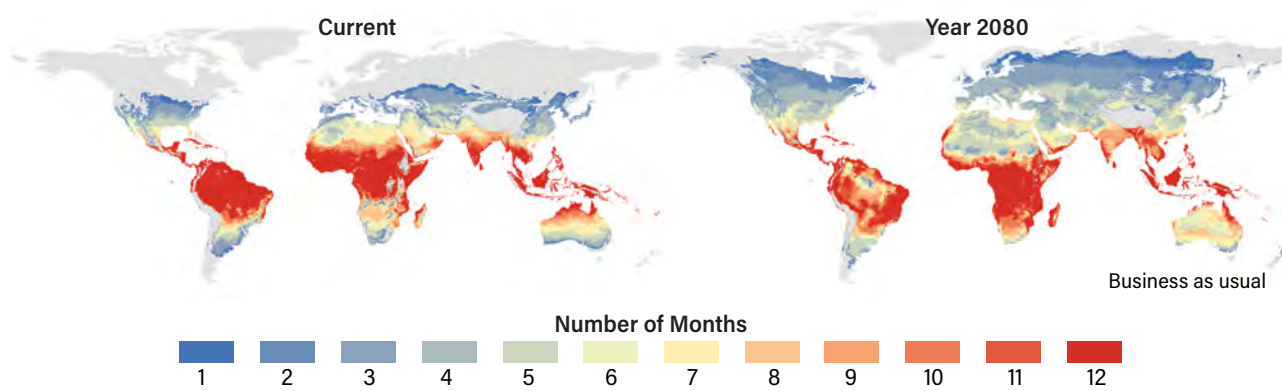 Current
Year 2080
Business as usual
Number of Months
1 2 3 4 5 6 7 8 9 10 11 12